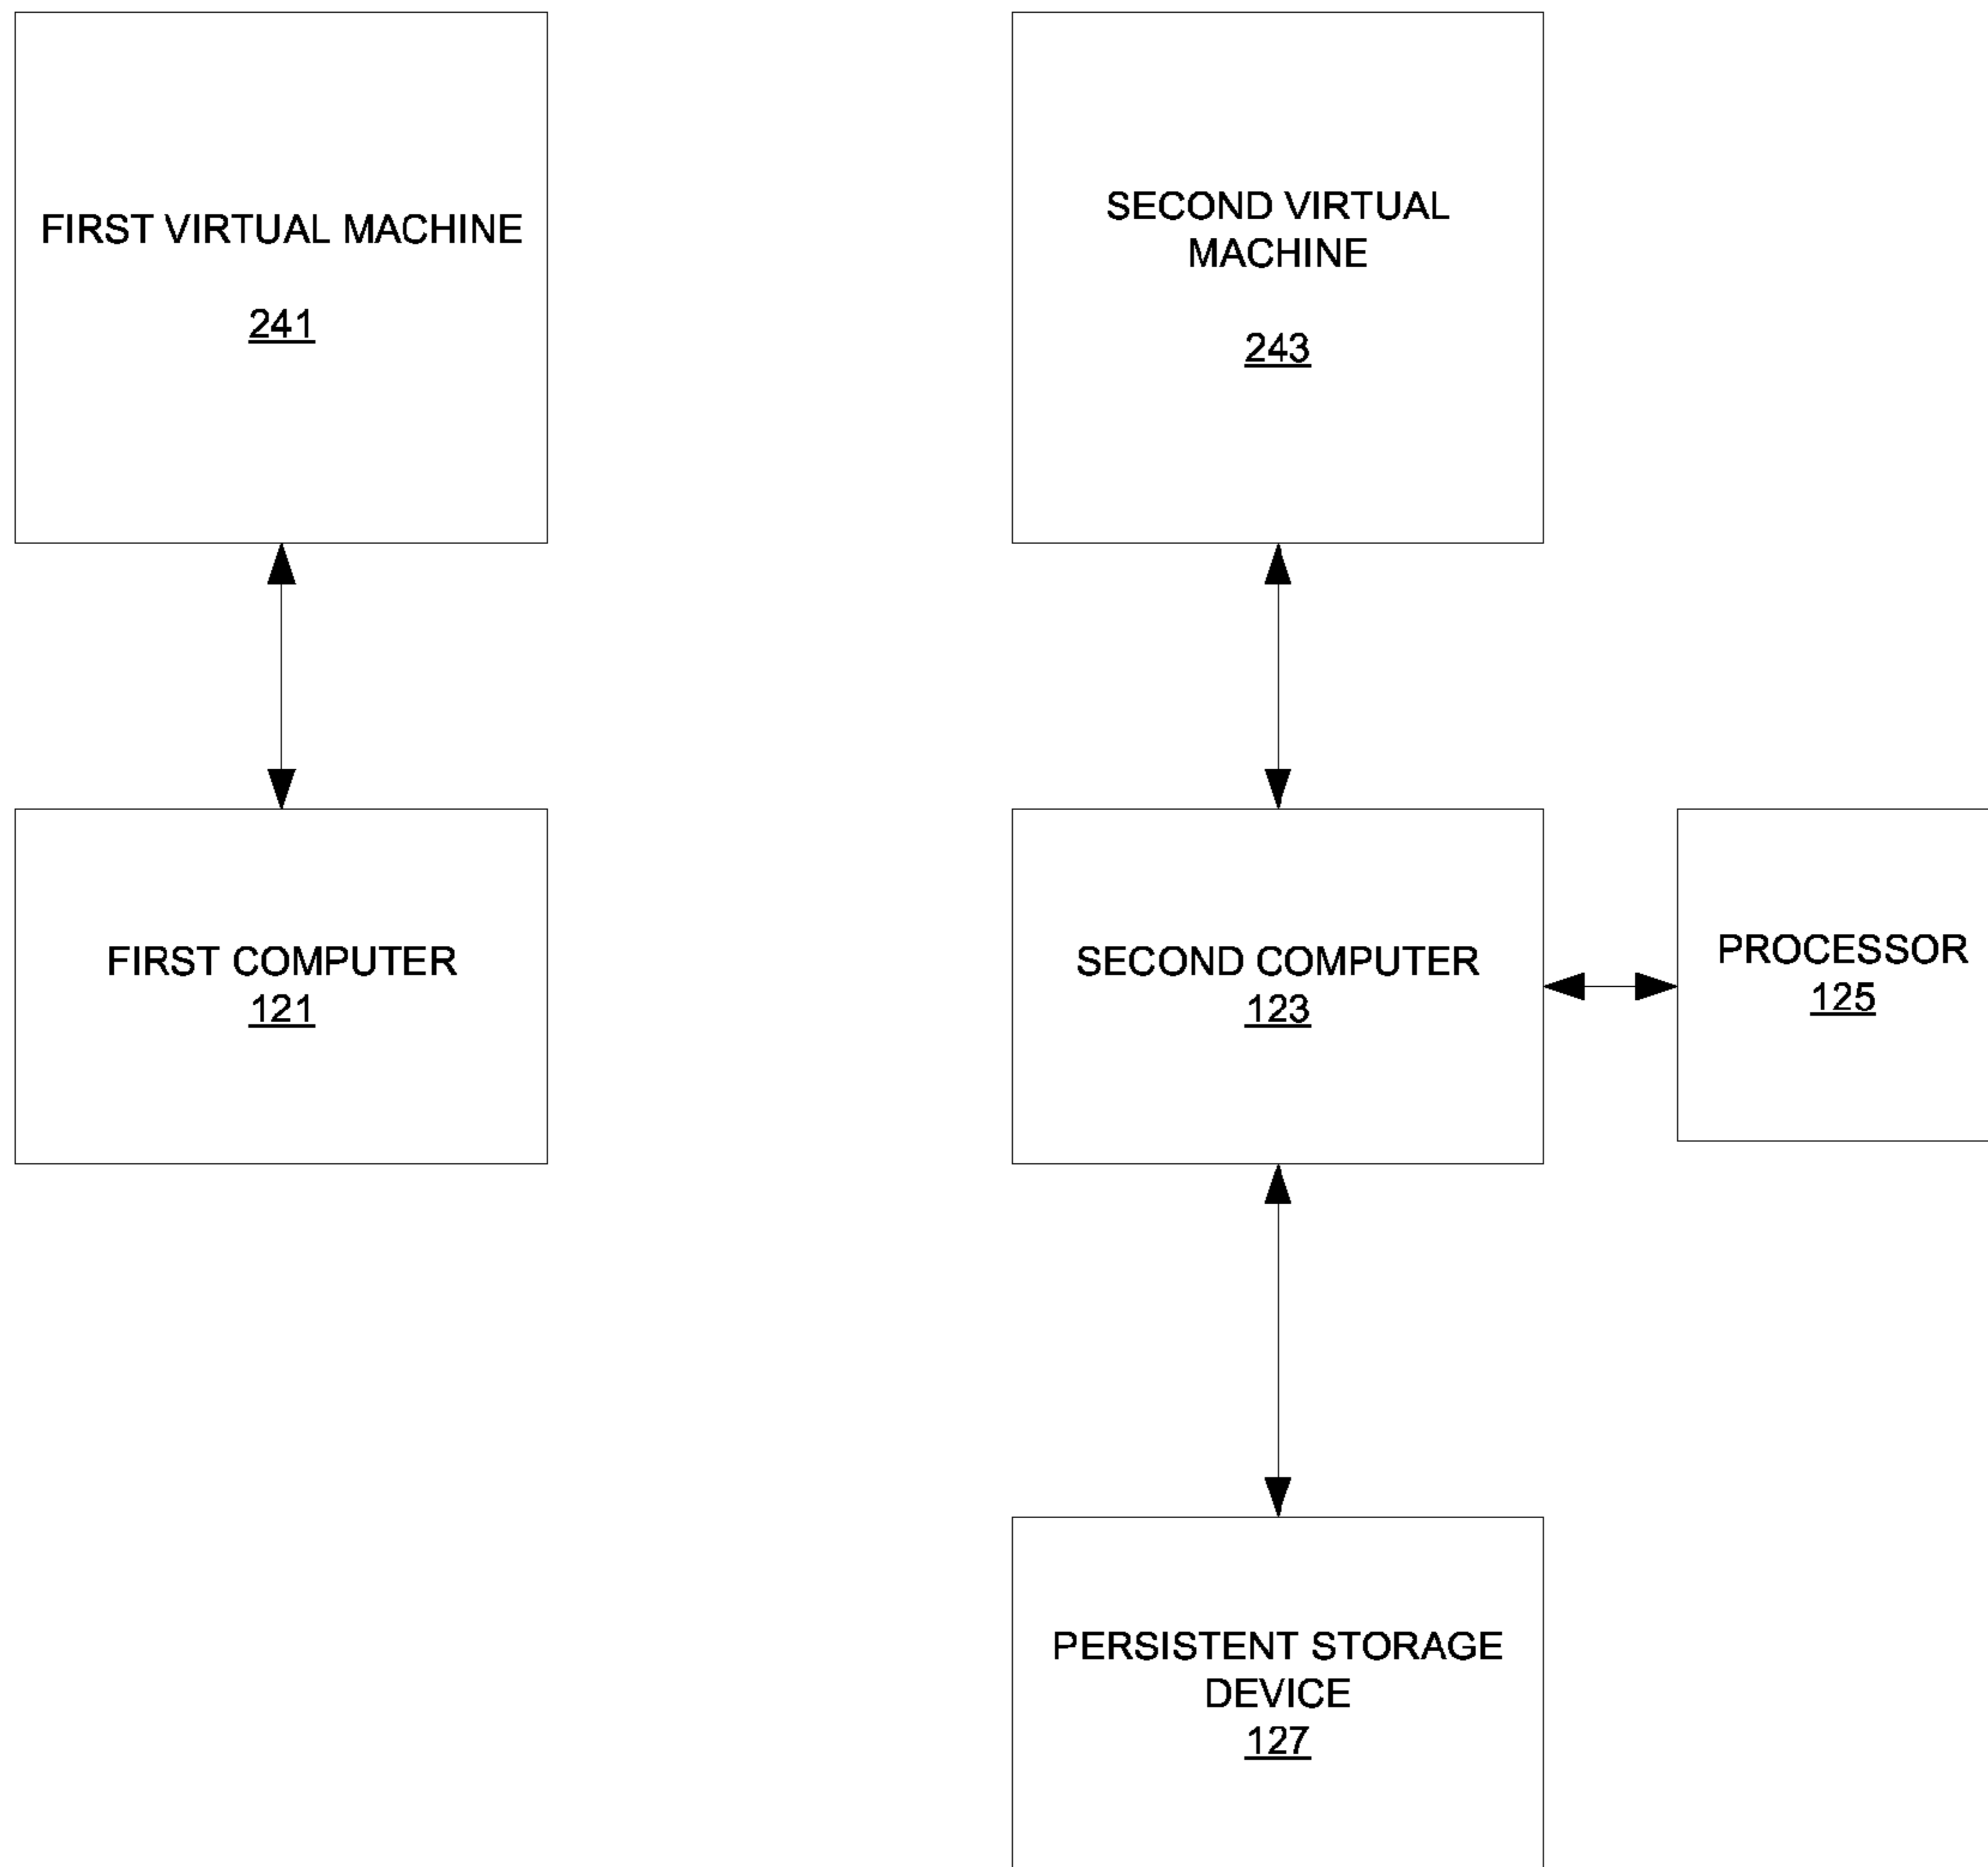 FIRST VIRTUAL MACHINE
241
SECOND VIRTUAL
MACHINE
243
FIRST COMPUTER
121
SECOND COMPUTER
123
PROCESSOR
125
PERSISTENT STORAGE
DEVICE
127